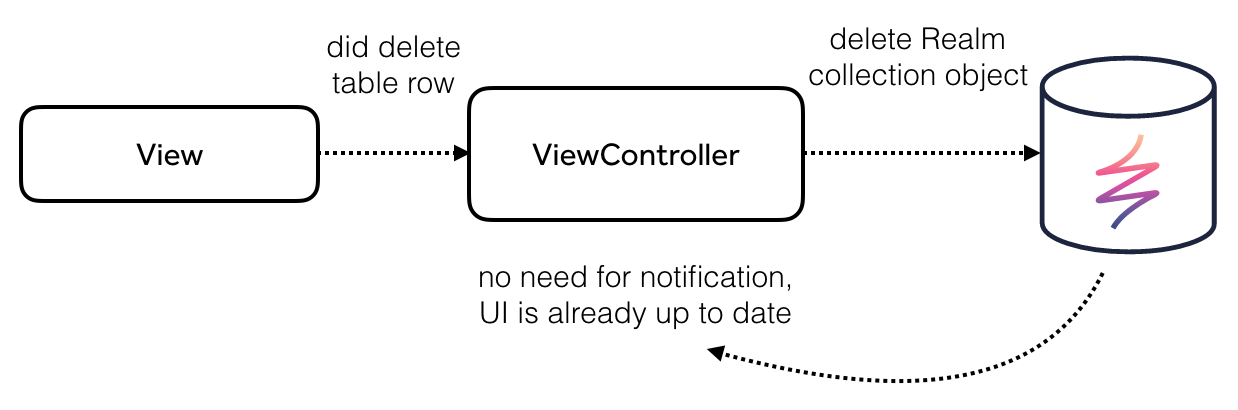 did delete
table row
delete Realm
collection object
View
ViewController
no need for notification,
UI is already up to date